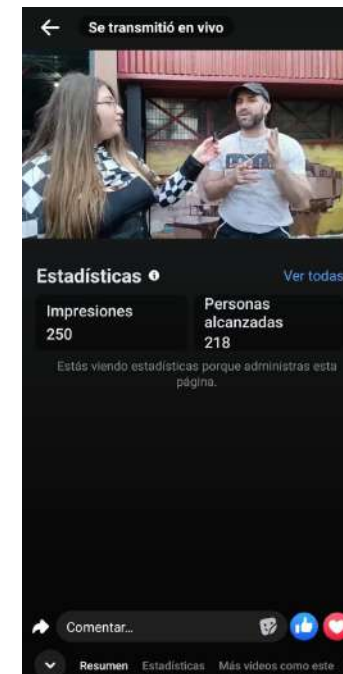 Se transmitió en vivo
Estadísticas
Ver todas
Impresiones
250
Personas
alcanzadas
218
Estás viendo estadísticas porque administras esta
página.
Comentar...
Resumen Estadísticas Más videos como este